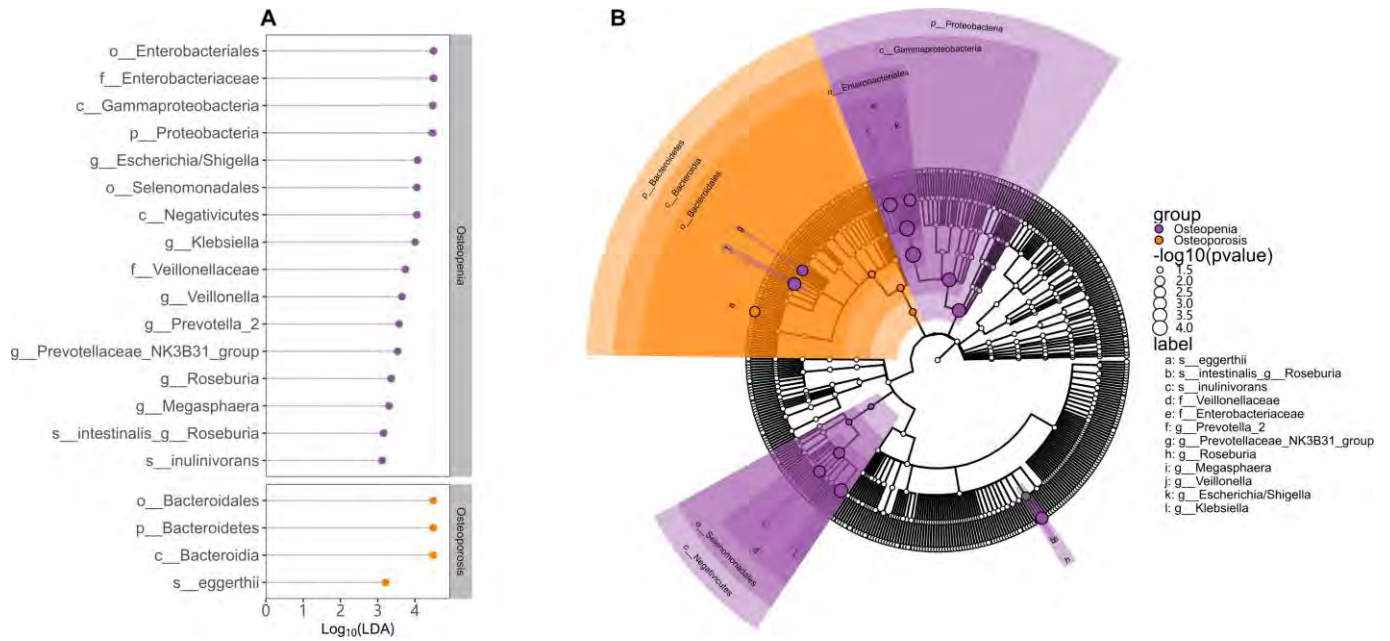 A
o__Enterobacteriales
f__Enterobacteriaceae
c__Gammaproteobacteria
p__Proteobacteria
g__Escherichia/Shigella
o__Selenomonadales
c__Negativicutes
g__Klebsiella
f__Veillonellaceae
g__Veillonella
g__Prevotella_2
g__Prevotellaceae_NK3B31_group
g__Roseburia
g__Megasphaera
s__intestinalis_g__Roseburia
s__inulinivorans
Osteopenia
o__Bacteroidales
p__Bacteroidetes
c__Bacteroidia
s__eggerthii
Osteoporosis
0 1 2 3 4
Log10(LDA)
B
p__Proteobacteria
c__Gammaproteobacteria
o__Enterobacteriales
e
k
p__Bacteroidetes
c__Bacteroidia
o__Bacteroidales
a
d
o__Selenomonadales
c__Negativicutes
h
group
Osteopenia
Osteoporosis
-log10(pvalue)
1.5
2.0
2.5
3.0
3.5
4.0
label
a: s__eggerthii
b: s__intestinalis_g__Roseburia
c: s__inulinivorans
d: f__Veillonellaceae
e: f__Enterobacteriaceae
f: g__Prevotella_2
g: g__Prevotellaceae_NK3B31_group
h: g__Roseburia
i: g__Megasphaera
j: g__Veillonella
k: g__Escherichia/Shigella
l: g__Klebsiella